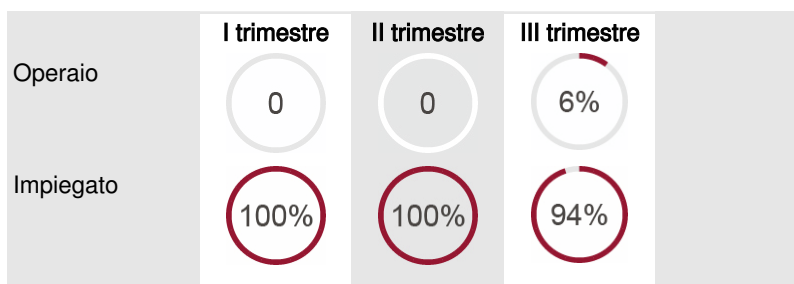 I trimestre II trimestre III trimestre
Operaio 0 0 6%
Impiegato 100% 100% 94%